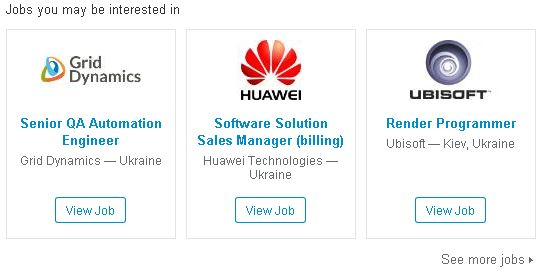 Jobs you may be interested in
Grid
Dynamics
Senior QA Automation
Engineer
Grid Dynamics — Ukraine
View Job
HUAWEI
Software Solution
Sales Manager (billing)
Huawei Technologies —
Ukraine
View Job
UBISOFT™
Render Programmer
Ubisoft — Kiev, Ukraine
View Job
See more jobs